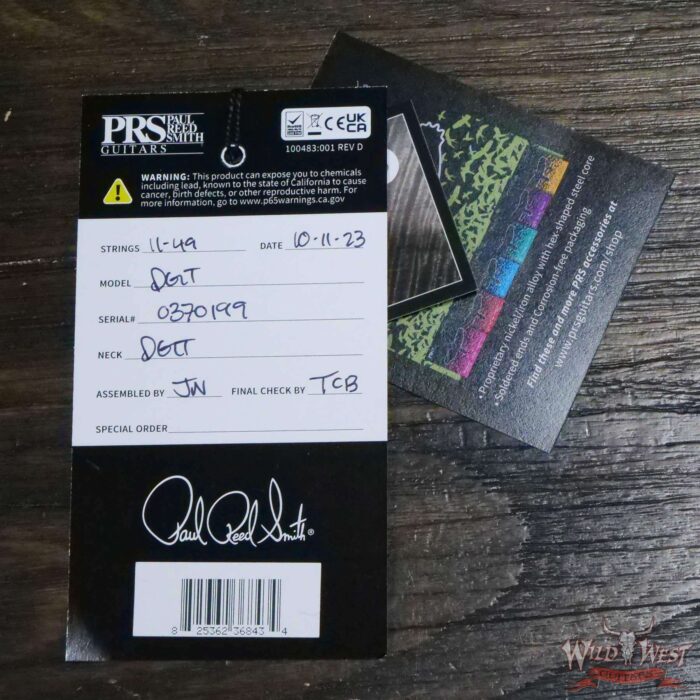 PRS PAUL REED SMITH
GUITARS
CE UK CA
100483:001 REV D
WARNING: This product can expose you to chemicals
including lead, known to the state of California to cause
cancer, birth defects, or other reproductive harm. For
more information, go to www.p65warnings.ca.gov
STRINGS 11-49 DATE 10-11-23
MODEL DGT
SERIAL# 0370199
NECK DGT
ASSEMBLED BY JW FINAL CHECK BY TCB
SPECIAL ORDER
Paul Reed Smith®
8 25362 36843 4
•Proprietary nickel/iron alloy with hex-shaped steel core
•Soldered ends and Corrosion-free packaging
Find these and more PRS accessories at
www.prsguitars.com/shop
WILD WEST
GUITARS